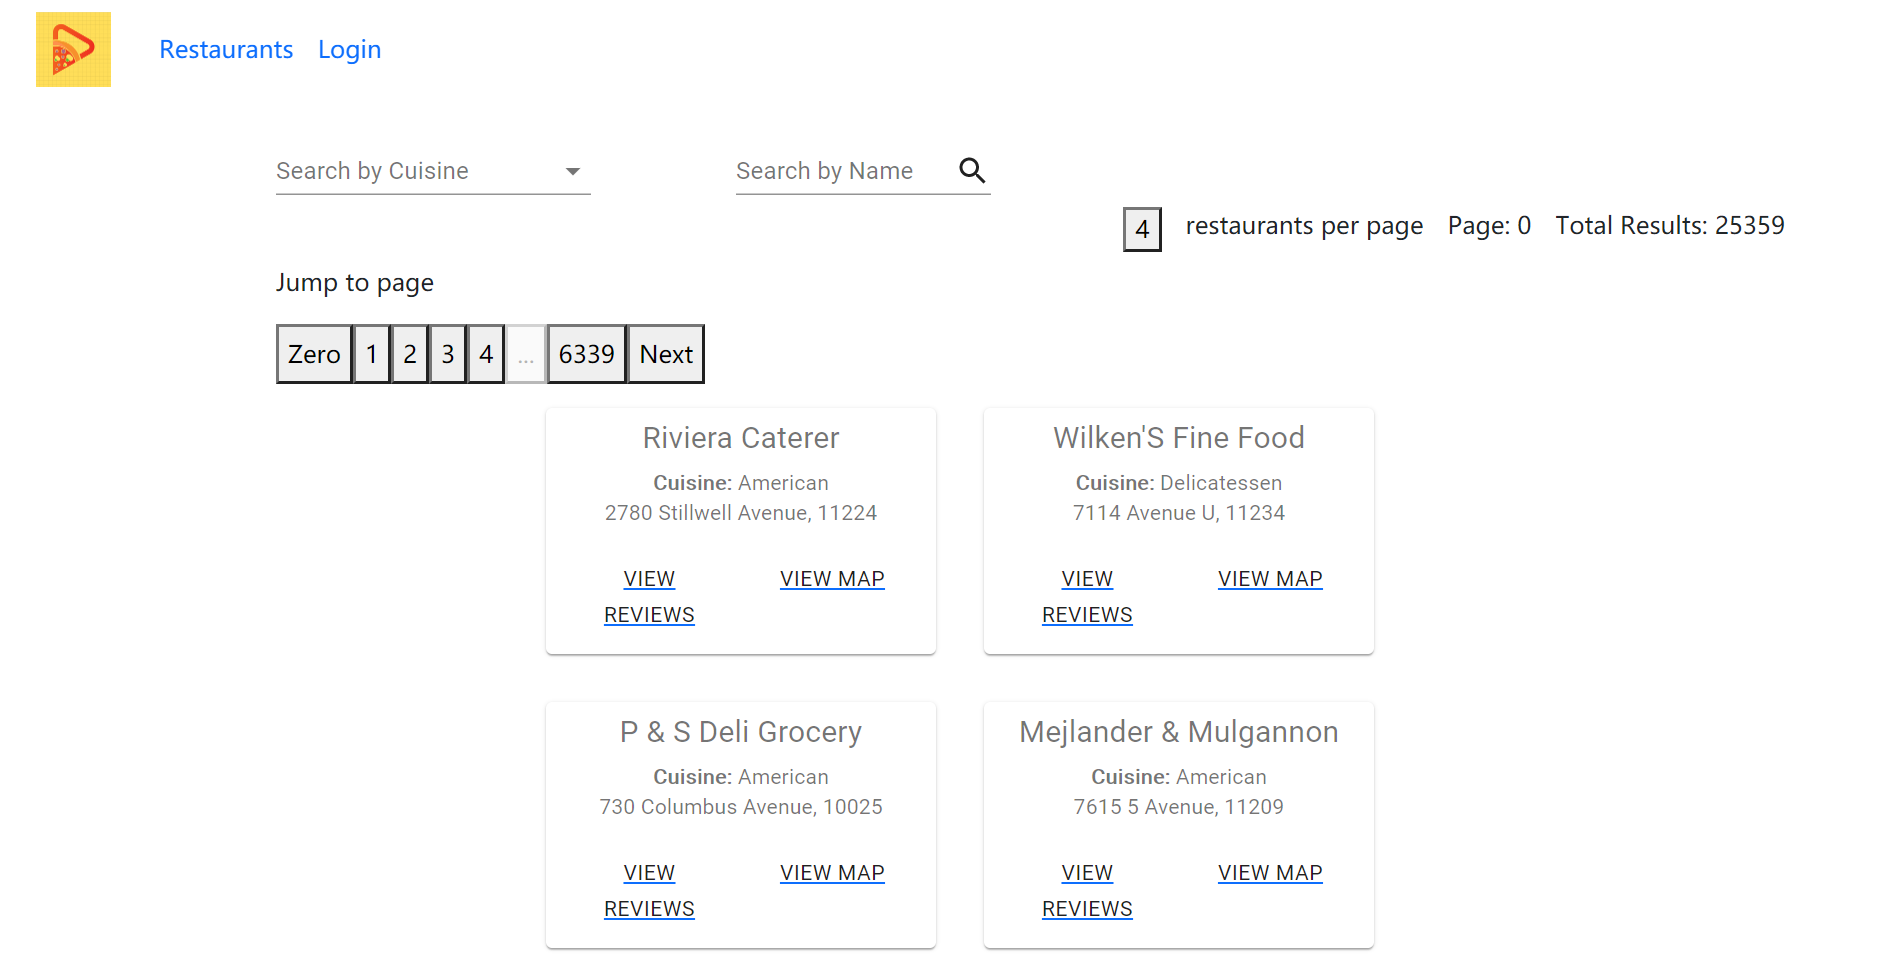 Restaurants Login
Search by Cuisine Search by Name
4 restaurants per page Page: 0 Total Results: 25359
Jump to page
Zero 1 2 3 4 ... 6339 Next
Riviera Caterer
Cuisine: American
2780 Stillwell Avenue, 11224
VIEW REVIEWS
VIEW MAP
Wilken'S Fine Food
Cuisine: Delicatessen
7114 Avenue U, 11234
VIEW REVIEWS
VIEW MAP
P & S Deli Grocery
Cuisine: American
730 Columbus Avenue, 10025
VIEW REVIEWS
VIEW MAP
Mejlander & Mulgannon
Cuisine: American
7615 5 Avenue, 11209
VIEW REVIEWS
VIEW MAP